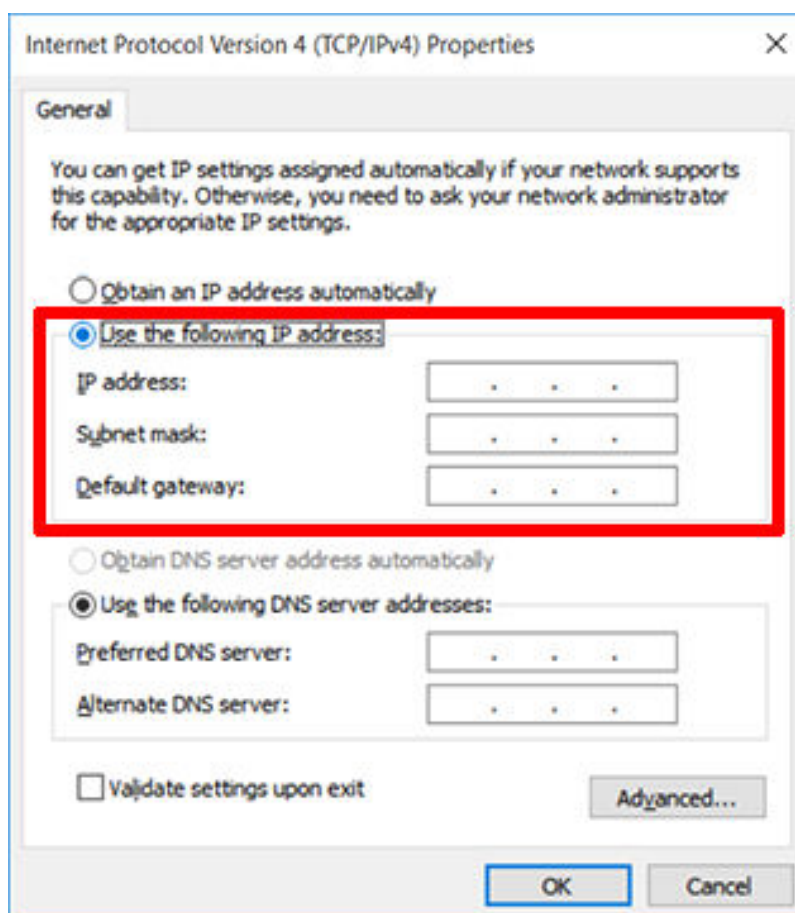 Internet Protocol Version 4 (TCP/IPv4) Properties
General
You can get IP settings assigned automatically if your network supports
this capability. Otherwise, you need to ask your network administrator
for the appropriate IP settings.
Obtain an IP address automatically
Use the following IP address:
IP address:
. . .
Subnet mask:
. . .
Default gateway:
. . .
Obtain DNS server address automatically
Use the following DNS server addresses:
Preferred DNS server:
. . .
Alternate DNS server:
. . .
Validate settings upon exit
Advanced...
OK
Cancel